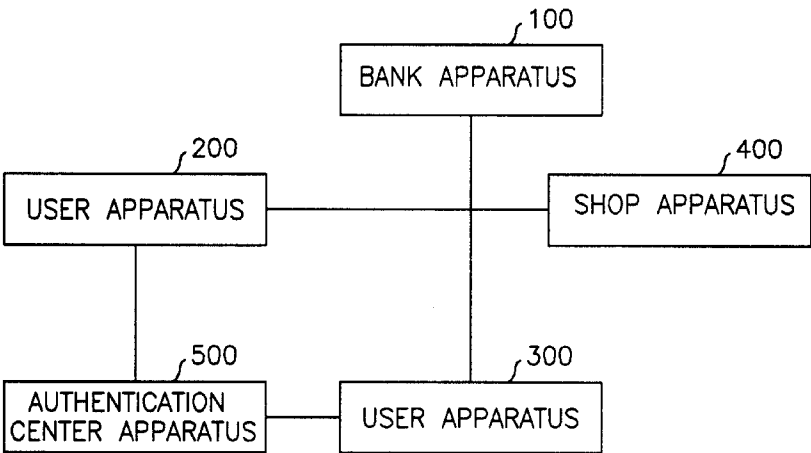 100
BANK APPARATUS
200
USER APPARATUS
400
SHOP APPARATUS
500
AUTHENTICATION
CENTER APPARATUS
300
USER APPARATUS